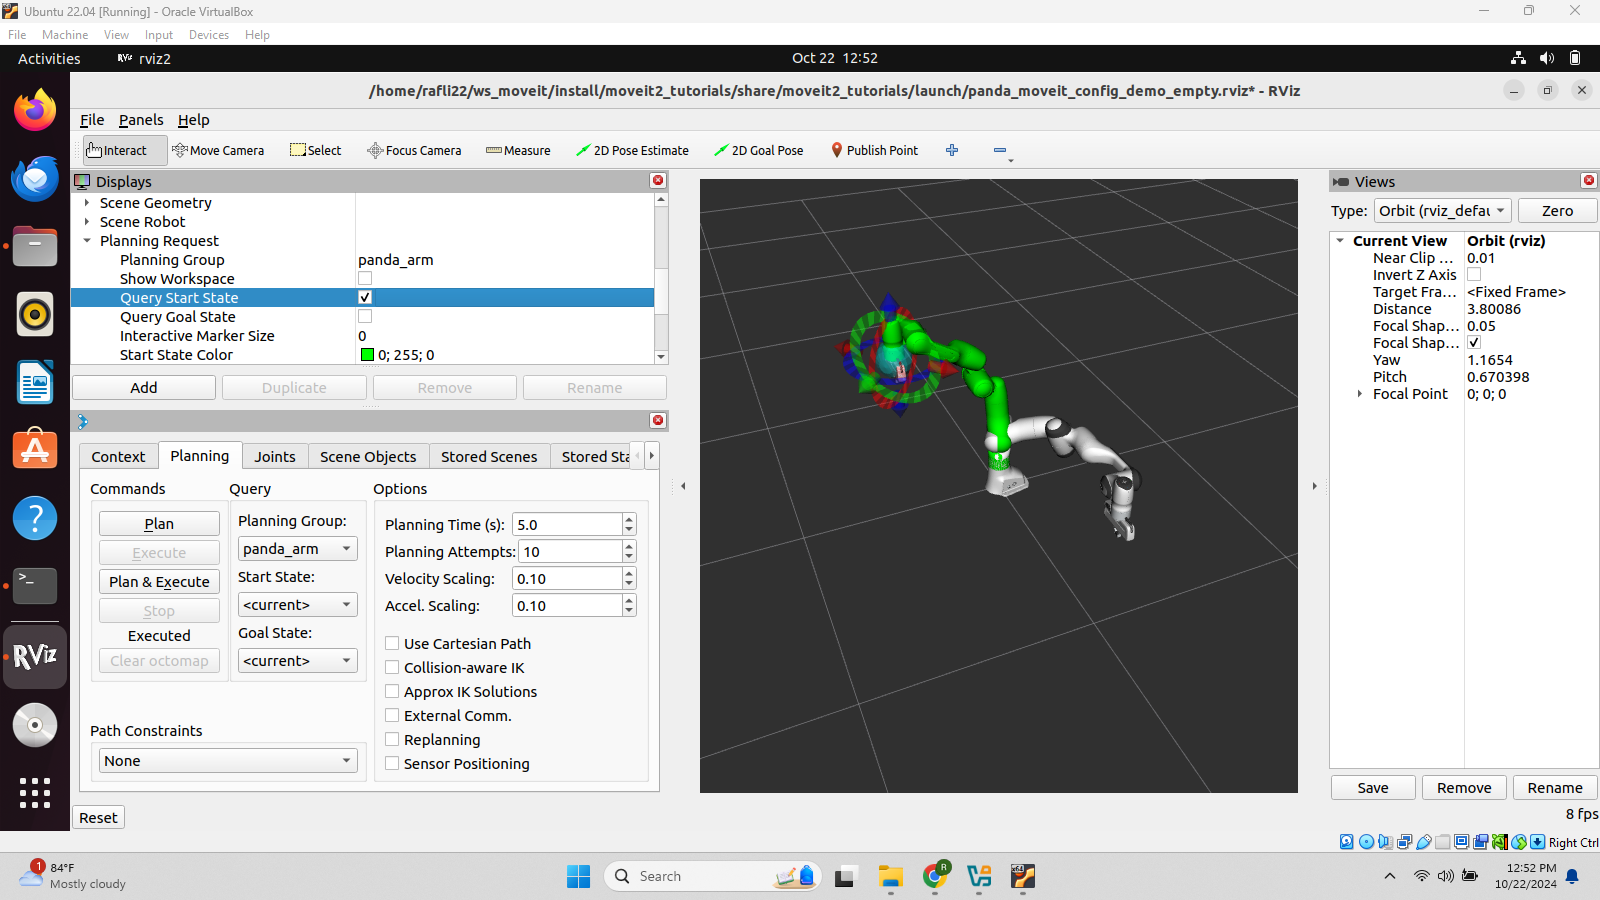 Ubuntu 22.04 [Running] - Oracle VirtualBox
File Machine View Input Devices Help
Activities RViz rviz2 Oct 22 12:52
/home/rafli22/ws_moveit/install/moveit2_tutorials/share/moveit2_tutorials/launch/panda_moveit_config_demo_empty.rviz* - RViz
File Panels Help
Interact Move Camera Select Focus Camera Measure 2D Pose Estimate 2D Goal Pose Publish Point
Displays
Scene Geometry
Scene Robot
Planning Request
Planning Group panda_arm
Show Workspace
Query Start State
Query Goal State
Interactive Marker Size 0
Start State Color 0; 255; 0
Add Duplicate Remove Rename
Context Planning Joints Scene Objects Stored Scenes Stored Sta
Commands Query Options
Plan
Execute
Plan & Execute
Stop
Executed
Clear octomap
Planning Group:
panda_arm
Start State:
<current>
Goal State:
<current>
Planning Time (s): 5.0
Planning Attempts: 10
Velocity Scaling: 0.10
Accel. Scaling: 0.10
Use Cartesian Path
Collision-aware IK
Approx IK Solutions
External Comm.
Replanning
Sensor Positioning
Path Constraints
None
Reset
Views
Type: Orbit (rviz_defau Zero
Current View Orbit (rviz)
Near Clip ... 0.01
Invert Z Axis
Target Fra... <Fixed Frame>
Distance 3.80086
Focal Shap... 0.05
Focal Shap...
Yaw 1.1654
Pitch 0.670398
Focal Point 0; 0; 0
Save Remove Rename
8 fps
RViz
Right Ctrl
1
84°F
Mostly cloudy
Search
R
x64
12:52 PM
10/22/2024